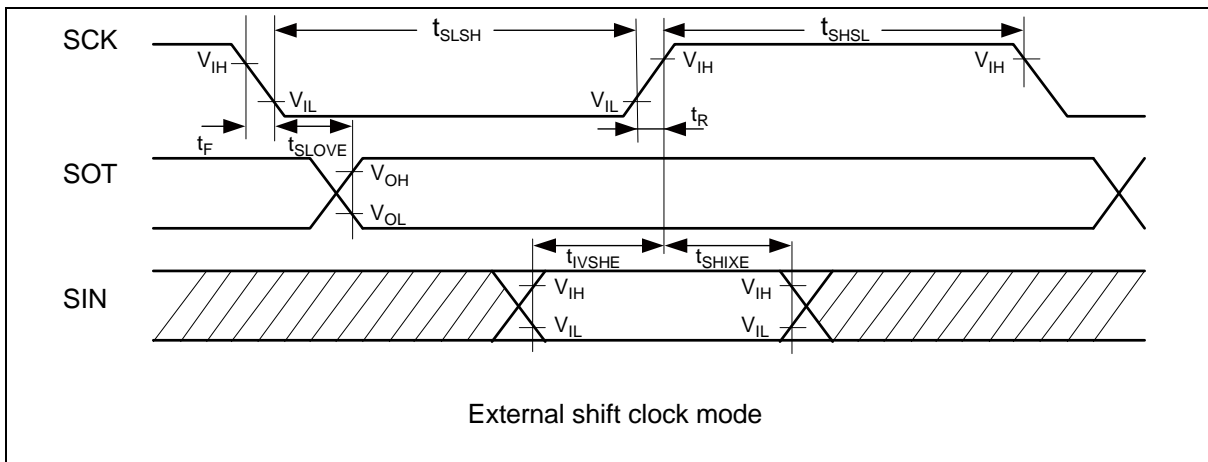 tSLSH
tSHSL
SCK
VIH
VIH
VIH
VIL
VIL
tR
tF
tSLOVE
SOT
VOH
VOL
tIVSHE
tSHIXE
SIN
VIH
VIH
VIL
VIL
External shift clock mode